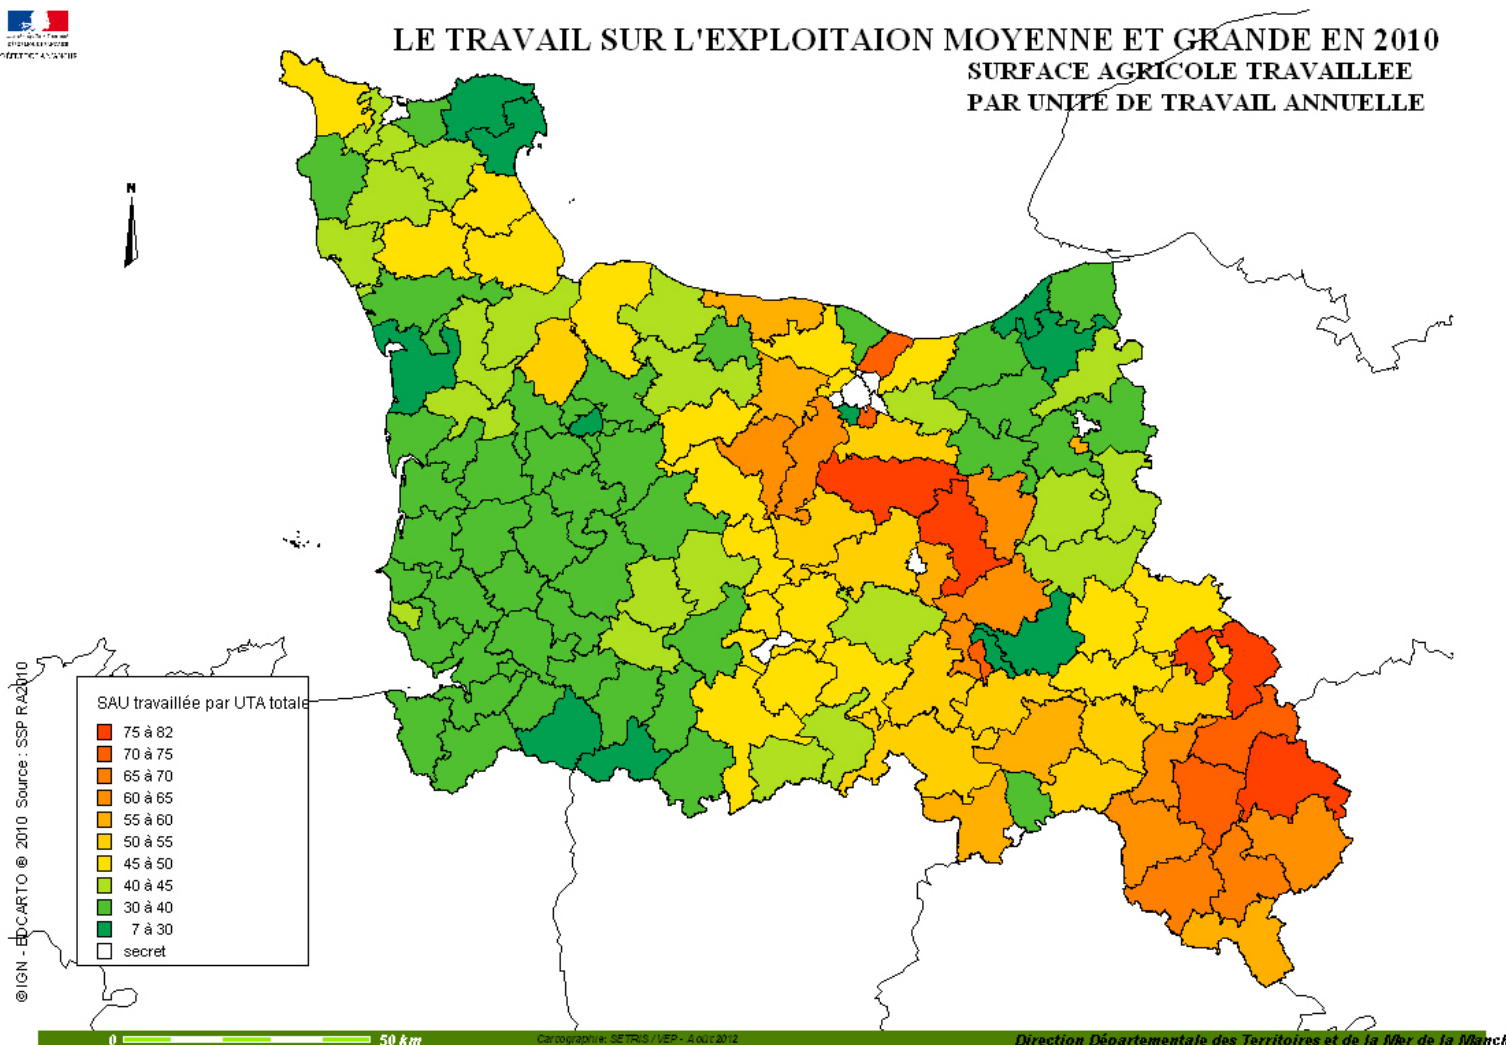 LE TRAVAIL SUR L'EXPLOITAION MOYENNE ET GRANDE EN 2010
SURFACE AGRICOLE TRAVAILLEE
PAR UNITE DE TRAVAIL ANNUELLE
N
SAU travaillée par UTA totale
75 à 82
70 à 75
65 à 70
60 à 65
55 à 60
50 à 55
45 à 50
40 à 45
30 à 40
7 à 30
secret
©IGN - EDCARTO © 2010 Source : SSP RA2010
0 50 km
Cartographie: SETRIS / VEP - Août 2012
Direction Départementale des Territoires et de la Mer de la Manch